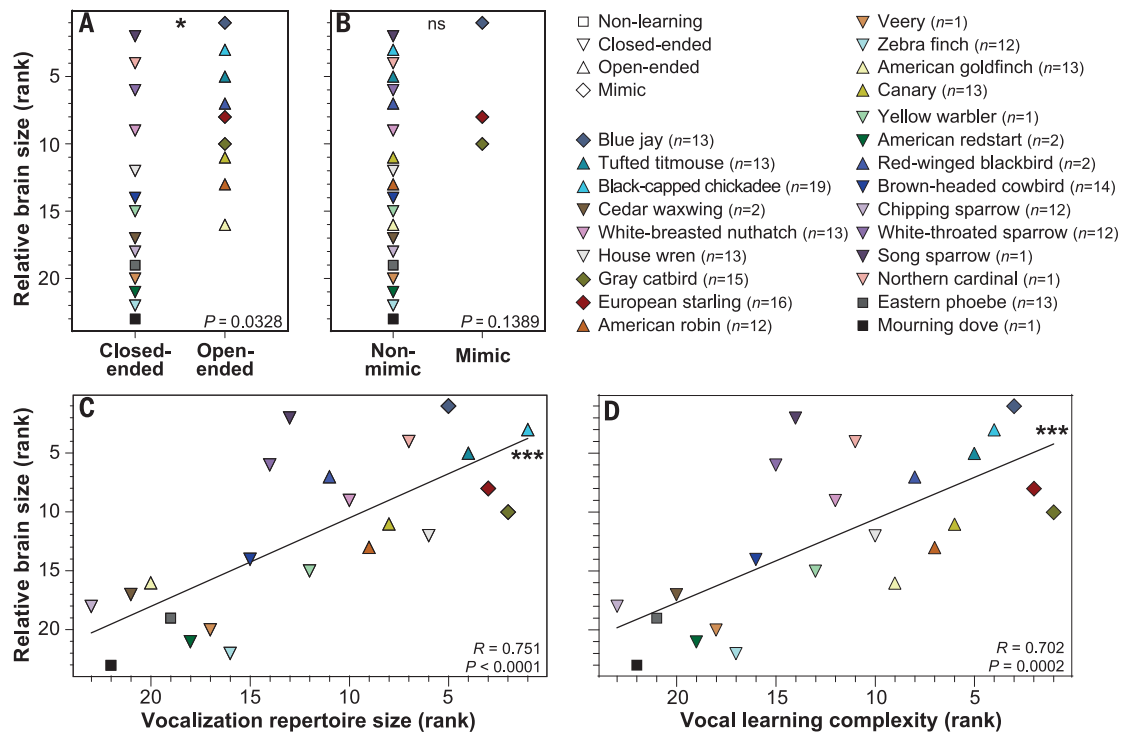 A
*
Relative brain size (rank)
5
10
15
20
P = 0.0328
Closed-
ended
Open-
ended
B
ns
P = 0.1389
Non-
mimic
Mimic
Non-learning
Closed-ended
Open-ended
Mimic
Blue jay (n=13)
Tufted titmouse (n=13)
Black-capped chickadee (n=19)
Cedar waxwing (n=2)
White-breasted nuthatch (n=13)
House wren (n=13)
Gray catbird (n=15)
European starling (n=16)
American robin (n=12)
Veery (n=1)
Zebra finch (n=12)
American goldfinch (n=13)
Canary (n=13)
Yellow warbler (n=1)
American redstart (n=2)
Red-winged blackbird (n=2)
Brown-headed cowbird (n=14)
Chipping sparrow (n=12)
White-throated sparrow (n=12)
Song sparrow (n=1)
Northern cardinal (n=1)
Eastern phoebe (n=13)
Mourning dove (n=1)
C
***
Relative brain size (rank)
5
10
15
20
R = 0.751
P < 0.0001
20 15 10 5
Vocalization repertoire size (rank)
D
***
R = 0.702
P = 0.0002
20 15 10 5
Vocal learning complexity (rank)